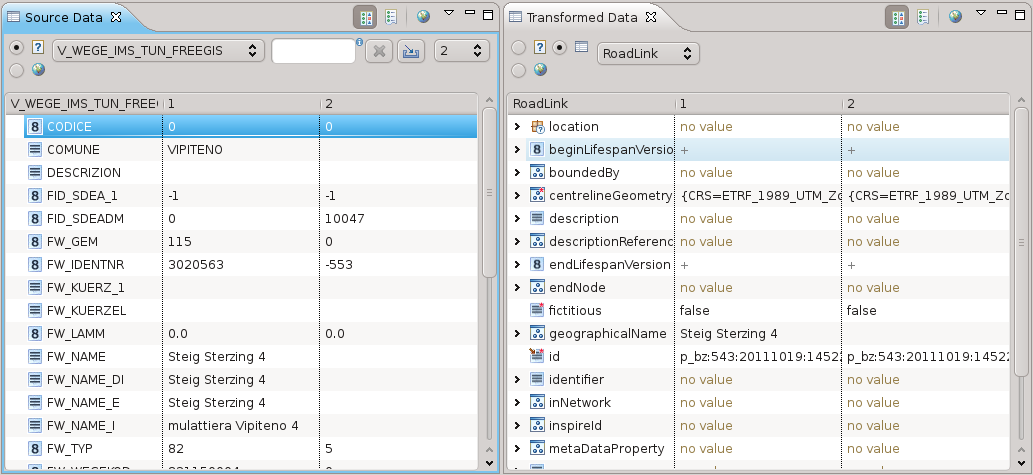 Source Data
V_WEGE_IMS_TUN_FREEGIS 2
V_WEGE_IMS_TUN_FREEG 1 2
CODICE 0 0
COMUNE VIPITENO
DESCRIZION
FID_SDEA_1 -1 -1
FID_SDEADM 0 10047
FW_GEM 115 0
FW_IDENTNR 3020563 -553
FW_KUERZ_1
FW_KUERZEL
FW_LAMM 0.0 0.0
FW_NAME Steig Sterzing 4
FW_NAME_DI Steig Sterzing 4
FW_NAME_E Steig Sterzing 4
FW_NAME_I mulattiera Vipiteno 4
FW_TYP 82 5
Transformed Data
RoadLink
RoadLink 1 2
location no value no value
beginLifespanVersio + +
boundedBy no value no value
centrelineGeometry {CRS=ETRF_1989_UTM_Zo {CRS=ETRF_1989_UTM_Zo
description no value no value
descriptionReferenc no value no value
endLifespanVersion + +
endNode no value no value
fictitious false false
geographicalName Steig Sterzing 4
id p_bz:543:20111019:14522 p_bz:543:20111019:14522
identifier no value no value
inNetwork no value no value
inspireId no value no value
metaDataProperty no value no value